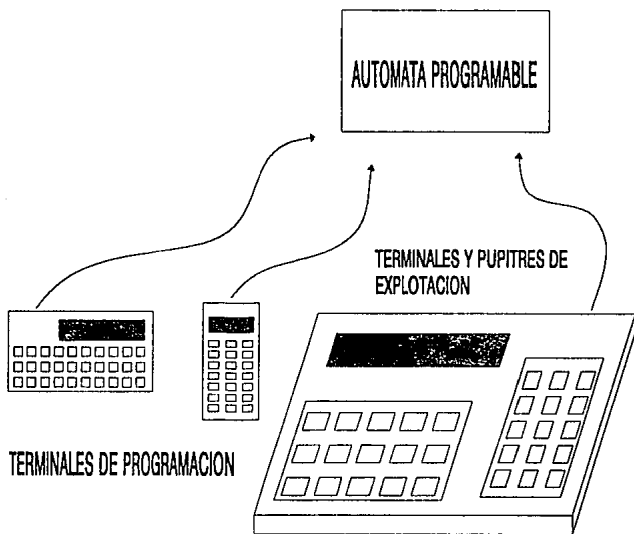 AUTOMATA PROGRAMABLE
TERMINALES Y PUPITRES DE
EXPLOTACION
TERMINALES DE PROGRAMACION